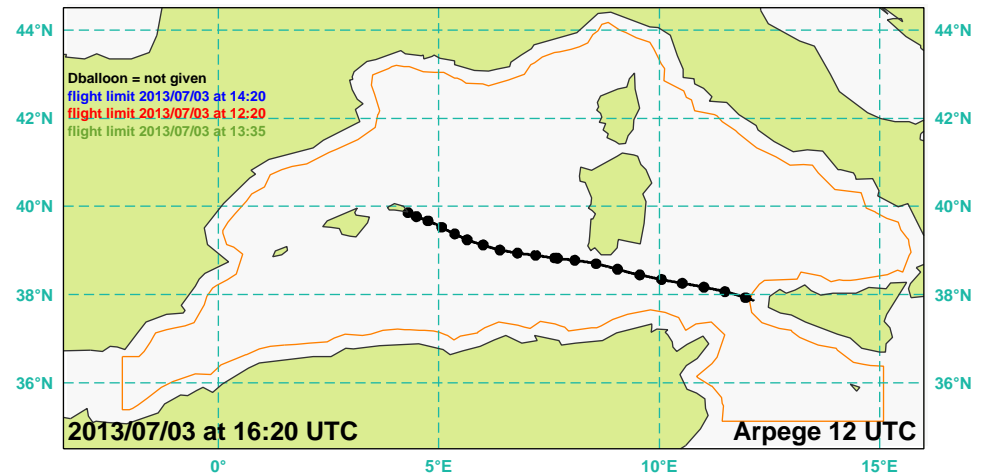 44°N
44°N
Dballoon = not given
flight limit 2013/07/03 at 14:20
flight limit 2013/07/03 at 12:20
flight limit 2013/07/03 at 13:35
42°N
42°N
40°N
40°N
38°N
38°N
36°N
36°N
2013/07/03 at 16:20 UTC
Arpege 12 UTC
0°
5°E
10°E
15°E